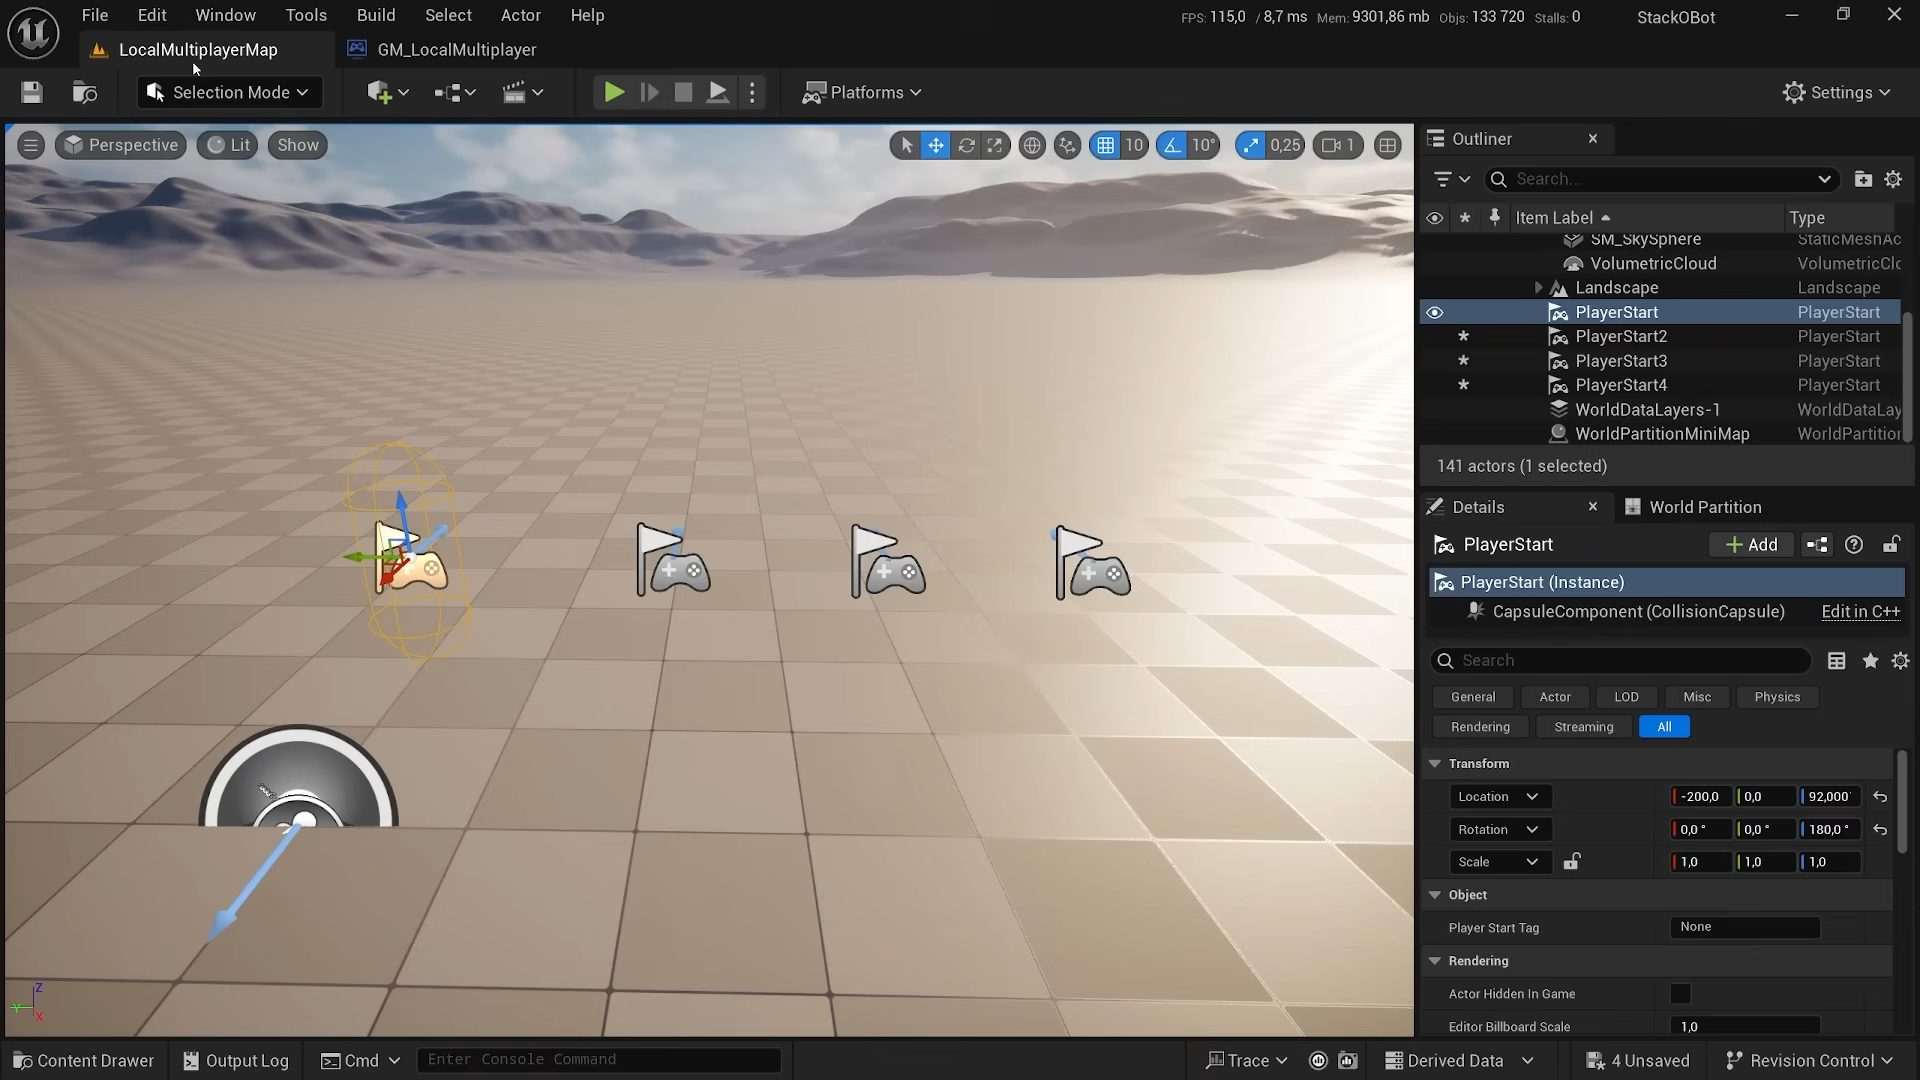 File Edit Window Tools Build Select Actor Help
FPS: 115,0 / 8,7 ms Mem: 9301,86 mb Objs: 133 720 Stalls: 0 StackOBot
LocalMultiplayerMap GM_LocalMultiplayer
Selection Mode Platforms Settings
Perspective Lit Show 10 10° 0,25 1
Outliner
Search...
Item Label Type
SM_SkySphere StaticMeshAc
VolumetricCloud VolumetricClo
Landscape Landscape
PlayerStart PlayerStart
PlayerStart2 PlayerStart
PlayerStart3 PlayerStart
PlayerStart4 PlayerStart
WorldDataLayers-1 WorldDataLay
WorldPartitionMiniMap WorldPartition
141 actors (1 selected)
Details World Partition
PlayerStart + Add
PlayerStart (Instance)
CapsuleComponent (CollisionCapsule) Edit in C++
Search
General Actor LOD Misc Physics
Rendering Streaming All
Transform
Location -200,0 0,0 92,000
Rotation 0,0 ° 0,0 ° 180,0 °
Scale 1,0 1,0 1,0
Object
Player Start Tag None
Rendering
Actor Hidden In Game
Editor Billboard Scale 1,0
Z
Y
X
Content Drawer Output Log Cmd Enter Console Command Trace Derived Data 4 Unsaved Revision Control